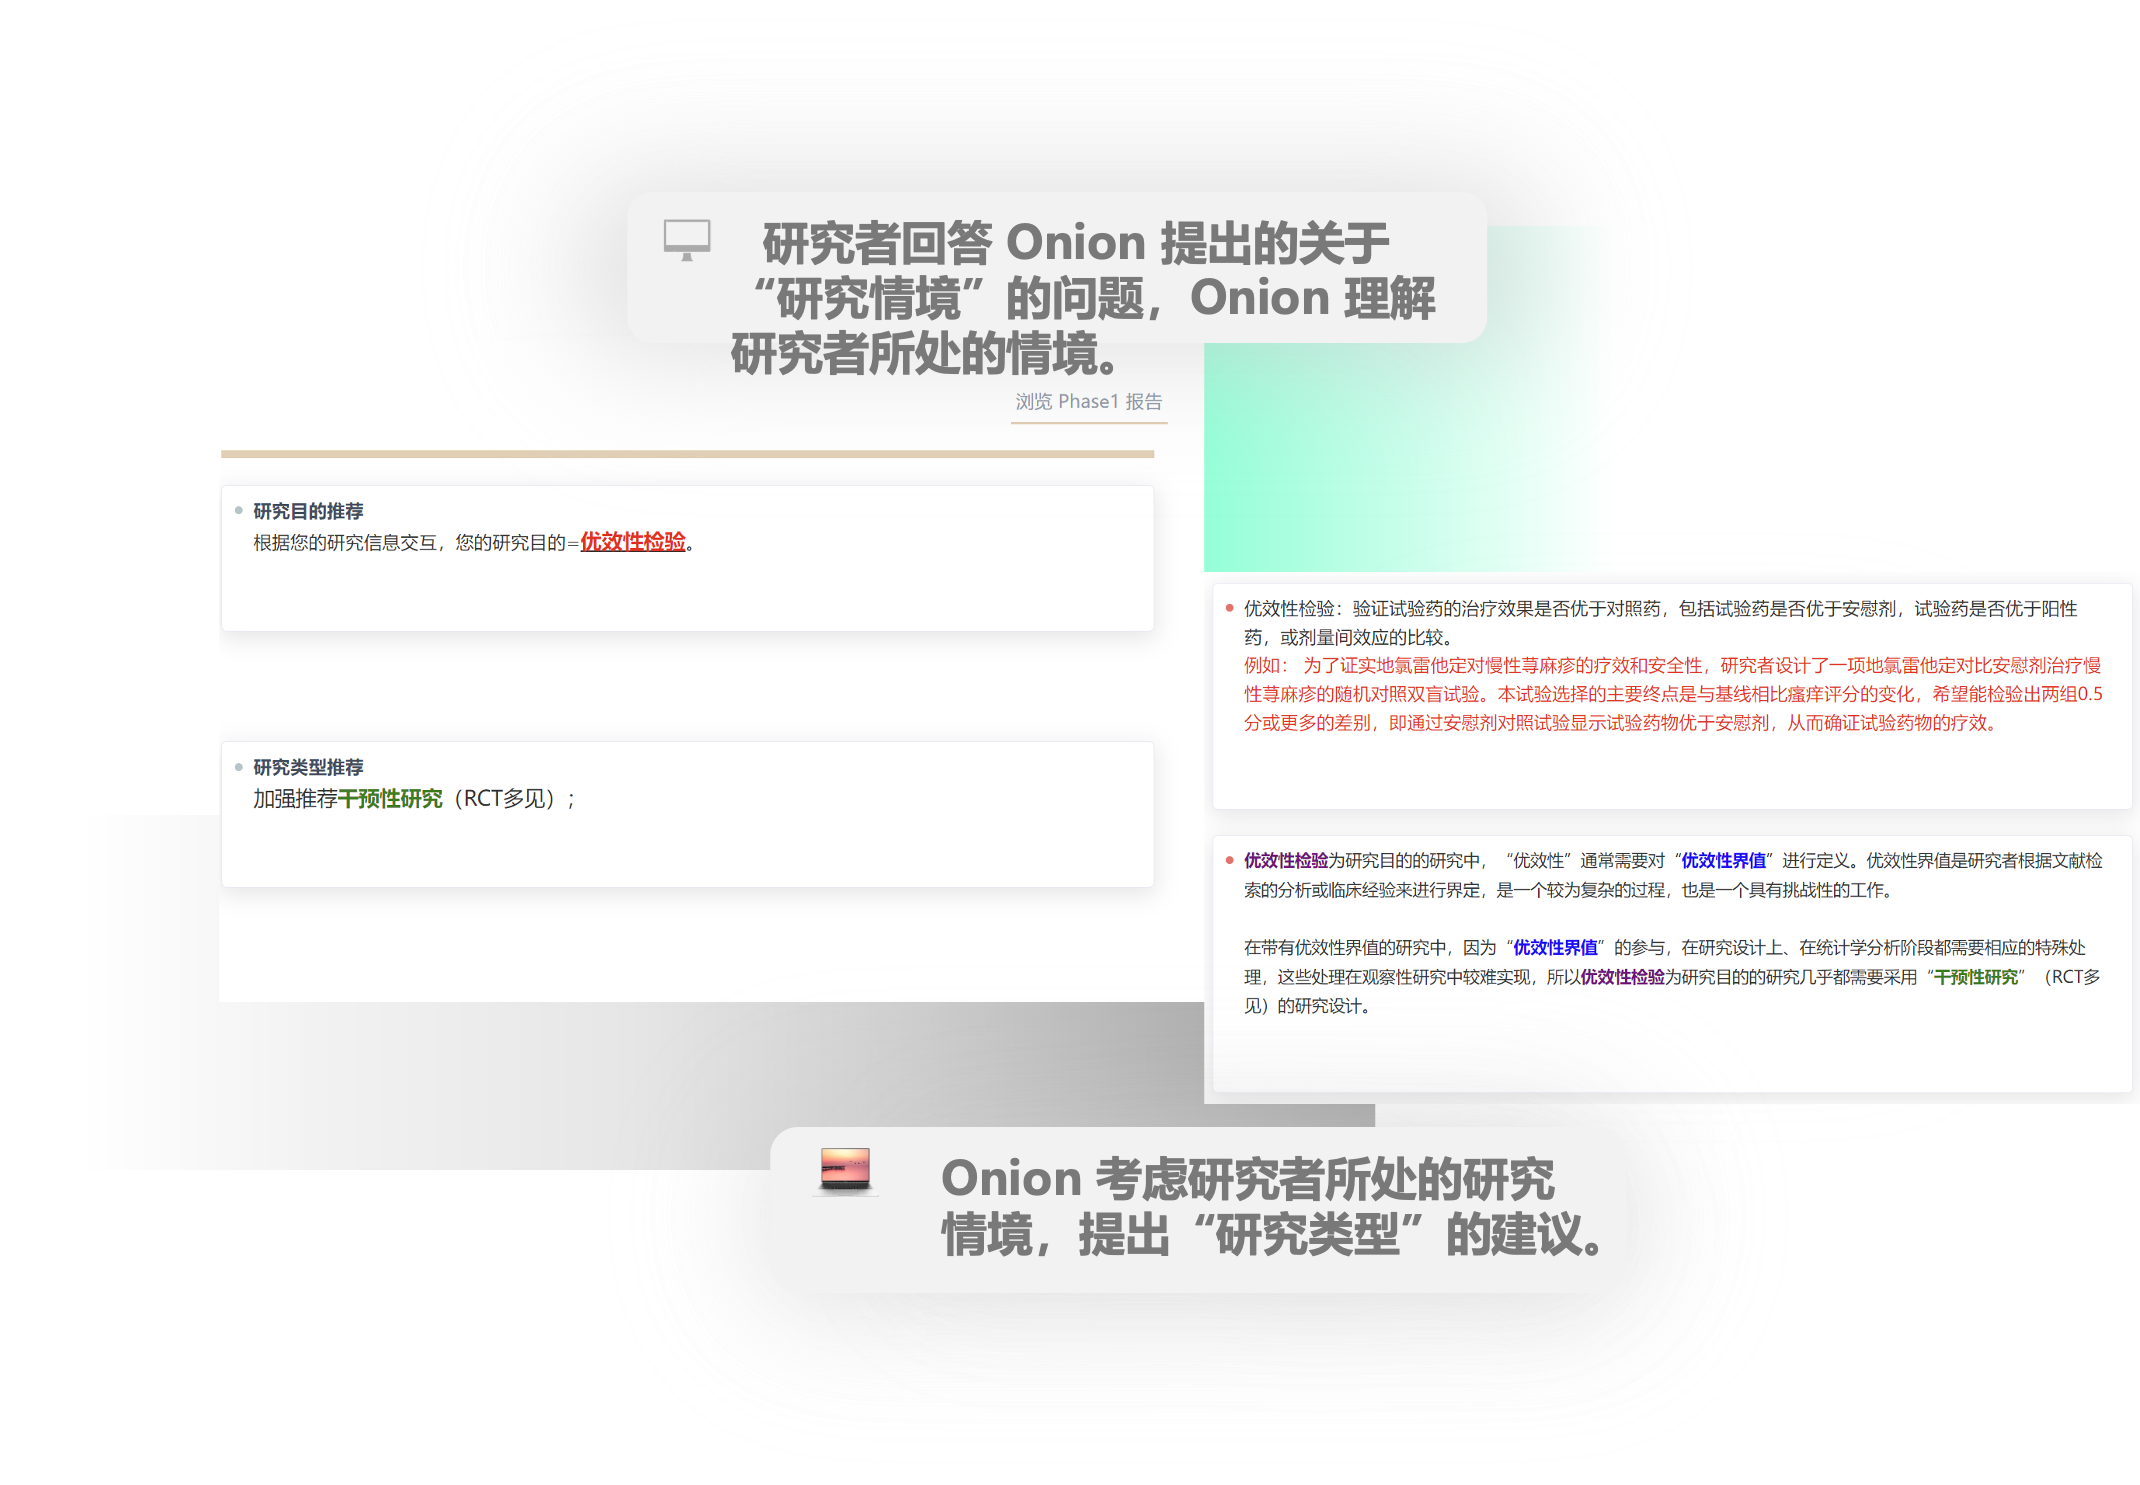 研究者回答 Onion 提出的关于
“研究情境”的问题，Onion 理解
研究者所处的情境。
浏览 Phase1 报告
研究目的推荐
根据您的研究信息交互，您的研究目的=优效性检验。
研究类型推荐
加强推荐干预性研究（RCT多见）；
优效性检验：验证试验药的治疗效果是否优于对照药，包括试验药是否优于安慰剂，试验药是否优于阳性
药，或剂量间效应的比较。
例如： 为了证实地氯雷他定对慢性荨麻疹的疗效和安全性，研究者设计了一项地氯雷他定对比安慰剂治疗慢
性荨麻疹的随机对照双盲试验。本试验选择的主要终点是与基线相比瘙痒评分的变化，希望能检验出两组0.5
分或更多的差别，即通过安慰剂对照试验显示试验药物优于安慰剂，从而确证试验药物的疗效。
优效性检验为研究目的的研究中，“优效性”通常需要对“优效性界值”进行定义。优效性界值是研究者根据文献检
索的分析或临床经验来进行界定，是一个较为复杂的过程，也是一个具有挑战性的工作。
在带有优效性界值的研究中，因为“优效性界值”的参与，在研究设计上、在统计学分析阶段都需要相应的特殊处
理，这些处理在观察性研究中较难实现，所以优效性检验为研究目的的研究几乎都需要采用“干预性研究”（RCT多
见）的研究设计。
Onion 考虑研究者所处的研究
情境，提出“研究类型”的建议。